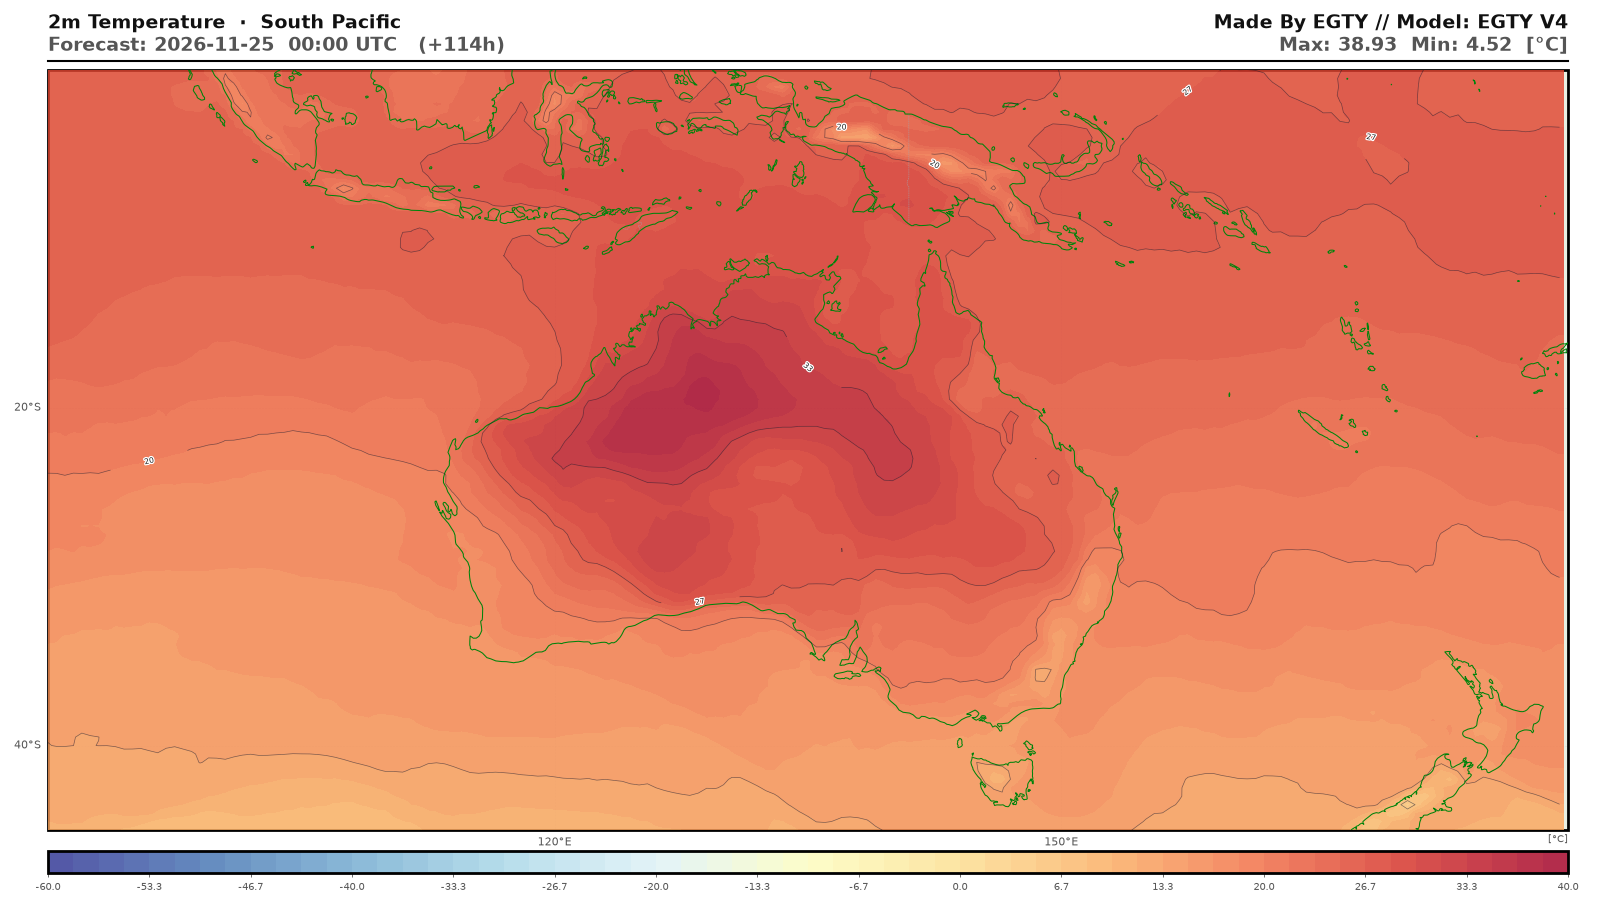 2m Temperature · South Pacific
Made By EGTY // Model: EGTY V4
Forecast: 2026-11-25 00:00 UTC (+114h)
Max: 38.93 Min: 4.52 [°C]
27
20
27
20
33
20°S
20
27
40°S
120°E
150°E
[°C]
-60.0
-53.3
-46.7
-40.0
-33.3
-26.7
-20.0
-13.3
-6.7
0.0
6.7
13.3
20.0
26.7
33.3
40.0